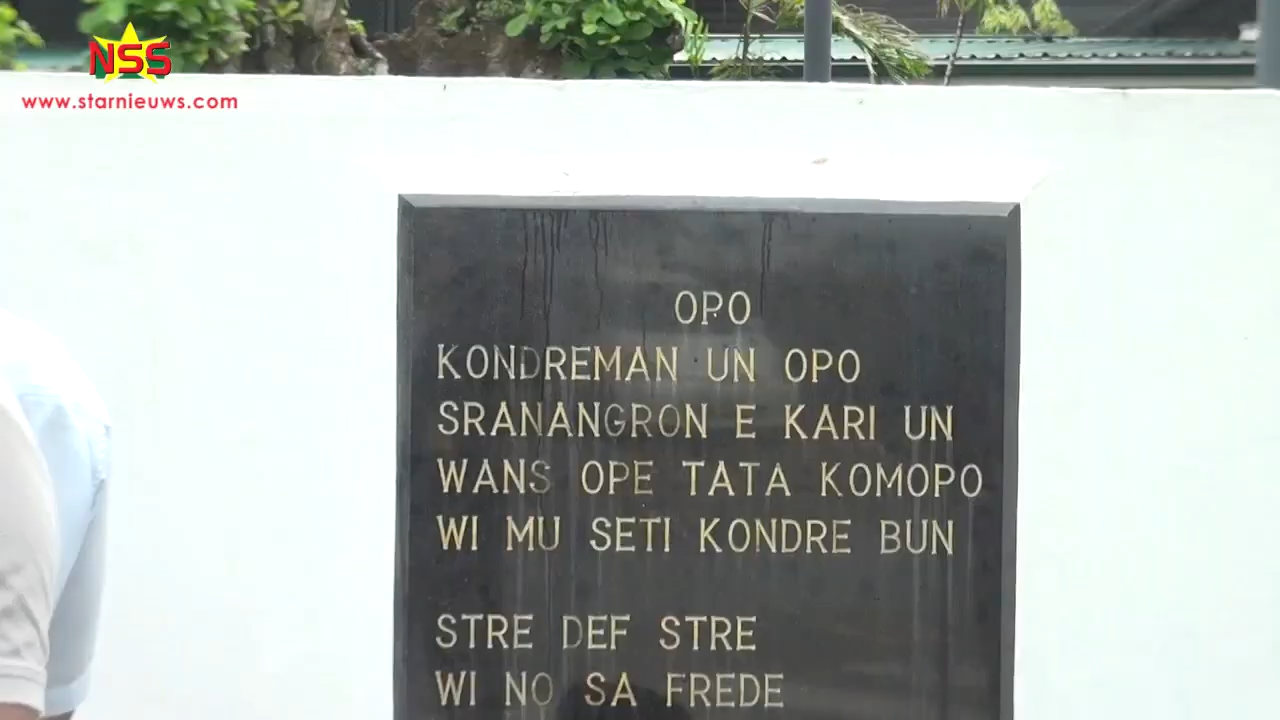 NSS
www.starnieuws.com
OPO
KONDREMAN UN OPO
SRANANGRON E KARI UN
WANS OPE TATA KOMOPO
WI MU SETI KONDRE BUN
STRE DEF STRE
WI NO SA FREDE